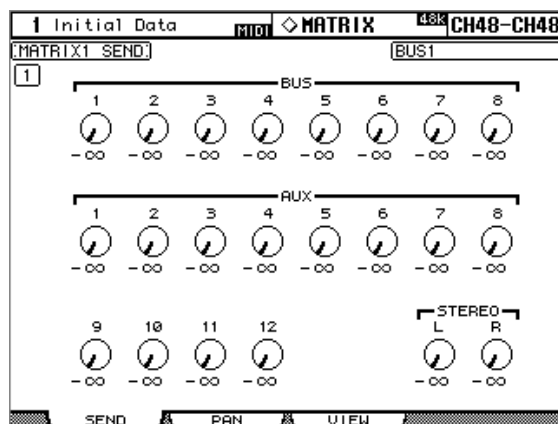 1 Initial Data MIDI ◇MATRIX 48K CH48-CH48
MATRIX1 SEND BUS1
1
BUS
1 2 3 4 5 6 7 8
-∞ -∞ -∞ -∞ -∞ -∞ -∞ -∞
AUX
1 2 3 4 5 6 7 8
-∞ -∞ -∞ -∞ -∞ -∞ -∞ -∞
STEREO
9 10 11 12 L R
-∞ -∞ -∞ -∞ -∞ -∞
SEND PAN VIEW